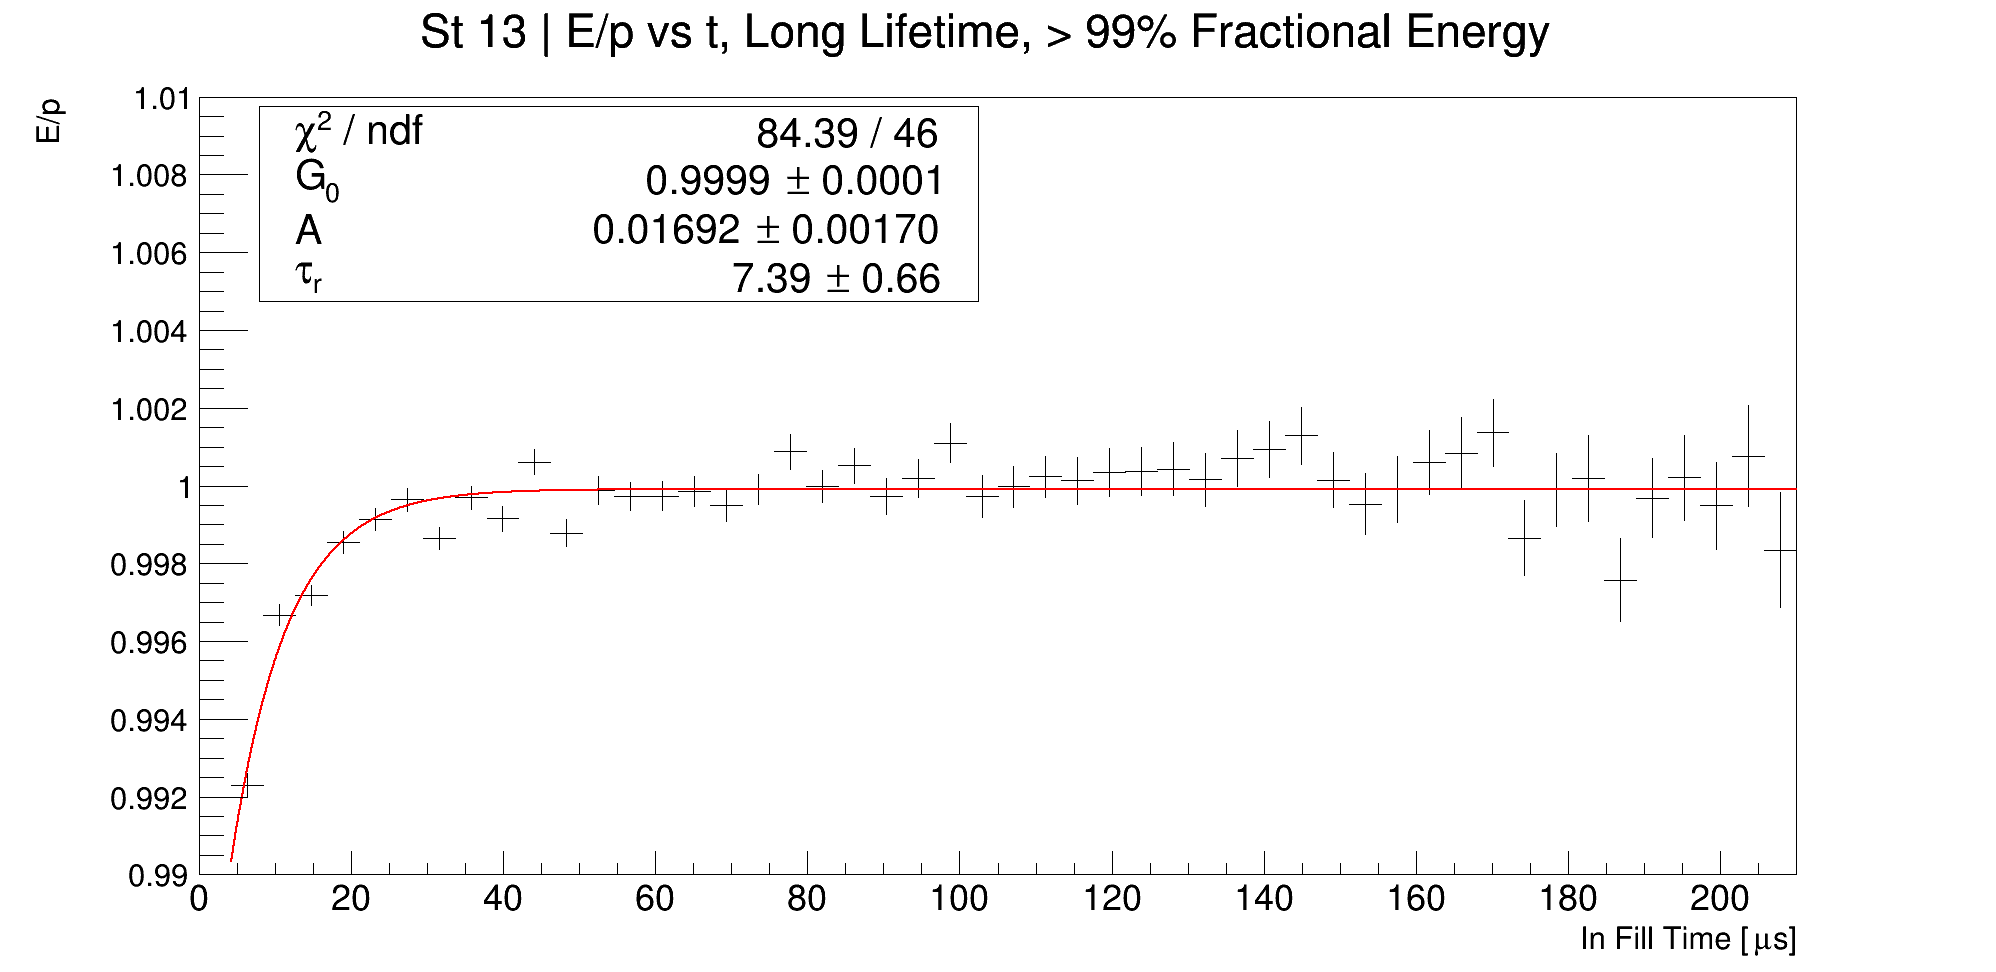 St 13 | E/p vs t, Long Lifetime, > 99% Fractional Energy
E/p
χ² / ndf 84.39 / 46
G₀ 0.9999 ± 0.0001
A 0.01692 ± 0.00170
τᵣ 7.39 ± 0.66
1.01
1.008
1.006
1.004
1.002
1
0.998
0.996
0.994
0.992
0.99
0 20 40 60 80 100 120 140 160 180 200
In Fill Time [μs]